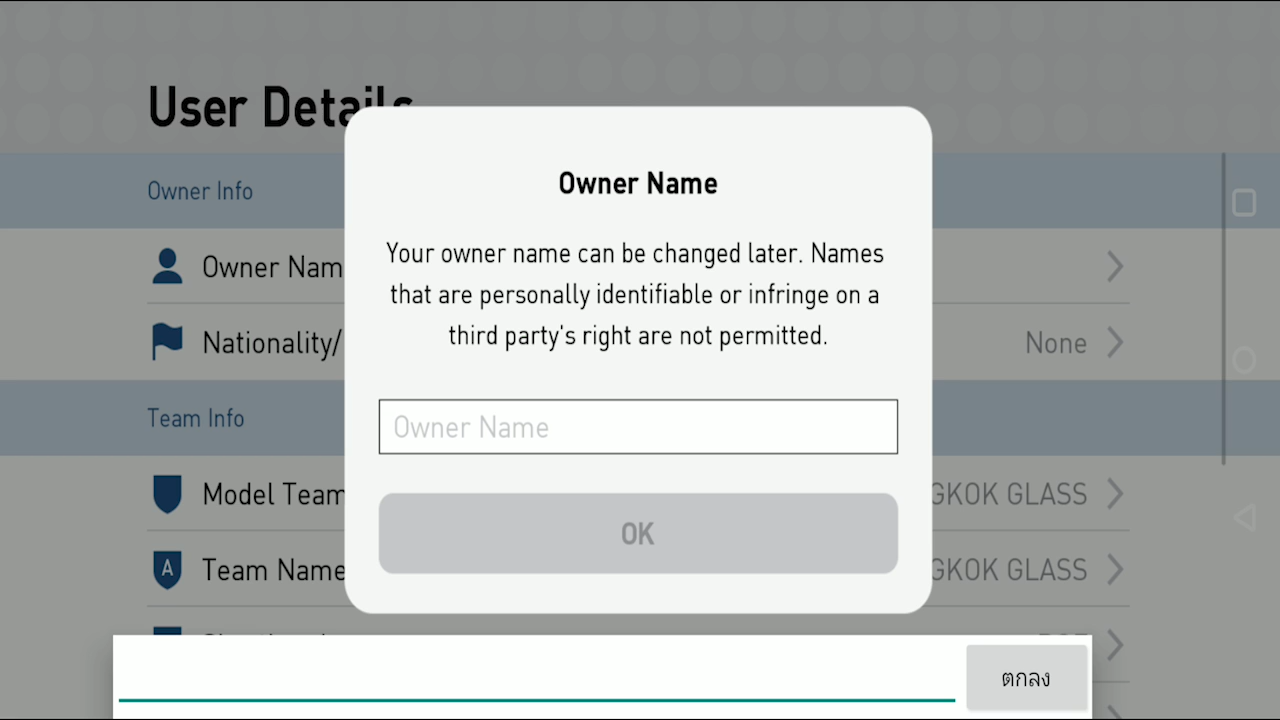 User Details
Owner Info
Owner Nam
Nationality/
None
Team Info
Model Team
GKOK GLASS
A
Team Name
GKOK GLASS
Owner Name
Your owner name can be changed later. Names
that are personally identifiable or infringe on a
third party's right are not permitted.
Owner Name
OK
ตกลง